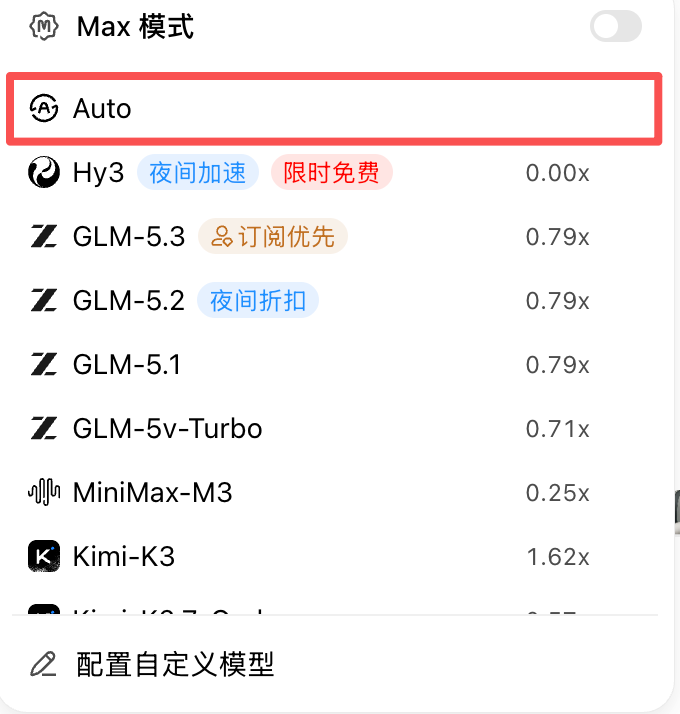 Max 模式
Auto
Hy3 夜间加速 限时免费 0.00x
GLM-5.3 订阅优先 0.79x
GLM-5.2 夜间折扣 0.79x
GLM-5.1 0.79x
GLM-5v-Turbo 0.71x
MiniMax-M3 0.25x
Kimi-K3 1.62x
配置自定义模型